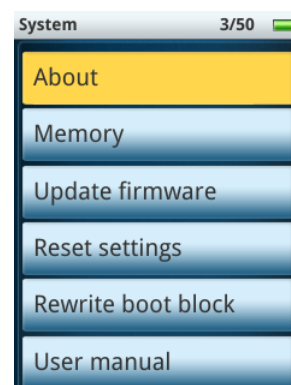 System 3/50
About
Memory
Update firmware
Reset settings
Rewrite boot block
User manual